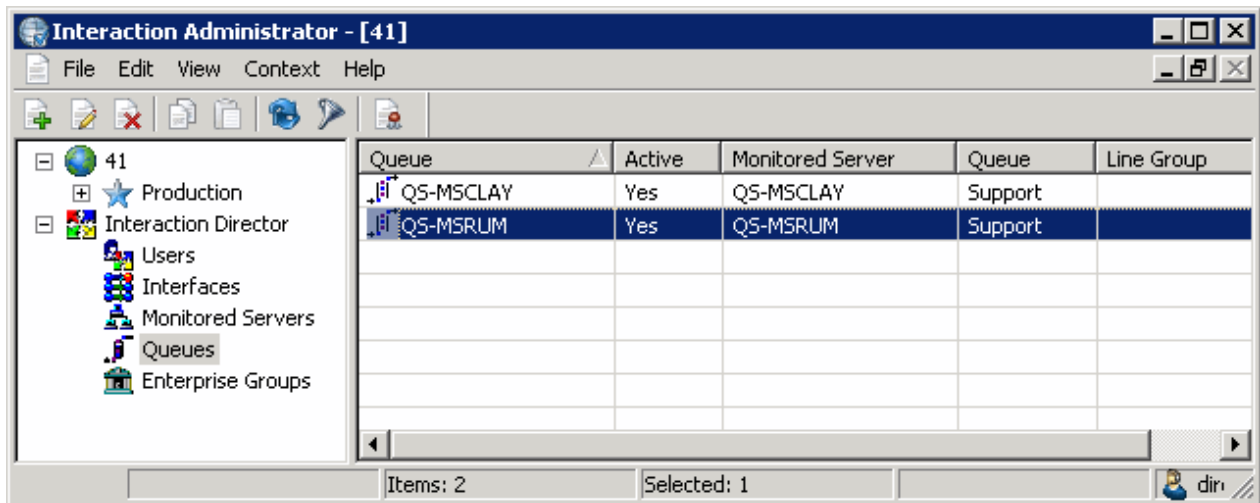 Interaction Administrator - [41]
File Edit View Context Help
41
Production
Interaction Director
Users
Interfaces
Monitored Servers
Queues
Enterprise Groups
Queue Active Monitored Server Queue Line Group
QS-MSCLAY Yes QS-MSCLAY Support
QS-MSRUM Yes QS-MSRUM Support
Items: 2 Selected: 1